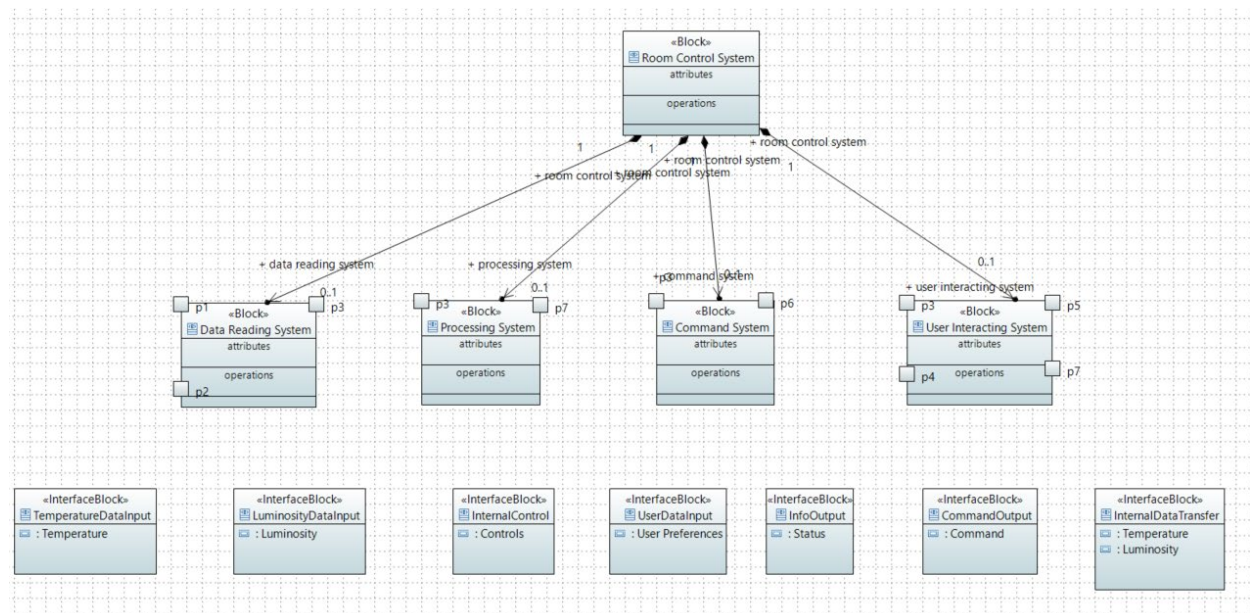 «Block»
Room Control System
attributes
operations
1
1
1
1
+ room control system
+ room control system
+ room control system
+ room control system
+ data reading system
0..1
+ processing system
0..1
+ command system
0..1
+ user interacting system
0..1
p1
p3
«Block»
Data Reading System
attributes
operations
p2
p3
p7
«Block»
Processing System
attributes
operations
p3
p6
«Block»
Command System
attributes
operations
p3
p5
«Block»
User Interacting System
attributes
operations
p4
p7
«InterfaceBlock»
TemperatureDataInput
: Temperature
«InterfaceBlock»
LuminosityDataInput
: Luminosity
«InterfaceBlock»
InternalControl
: Controls
«InterfaceBlock»
UserDataInput
: User Preferences
«InterfaceBlock»
InfoOutput
: Status
«InterfaceBlock»
CommandOutput
: Command
«InterfaceBlock»
InternalDataTransfer
: Temperature
: Luminosity